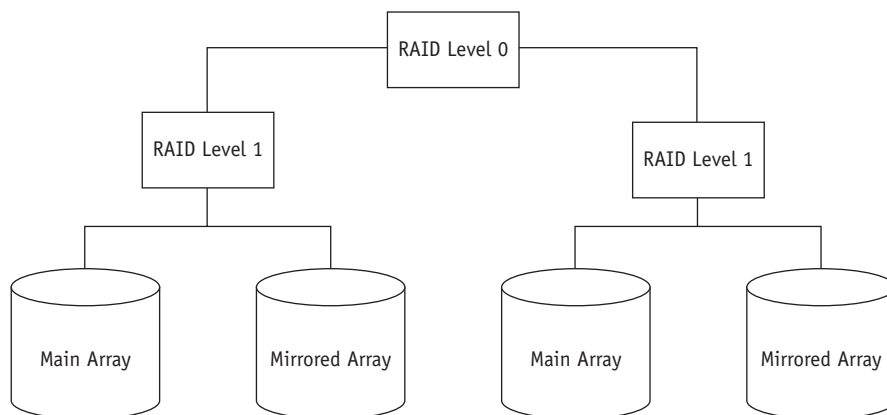 RAID Level 0
RAID Level 1
RAID Level 1
Main Array
Mirrored Array
Main Array
Mirrored Array